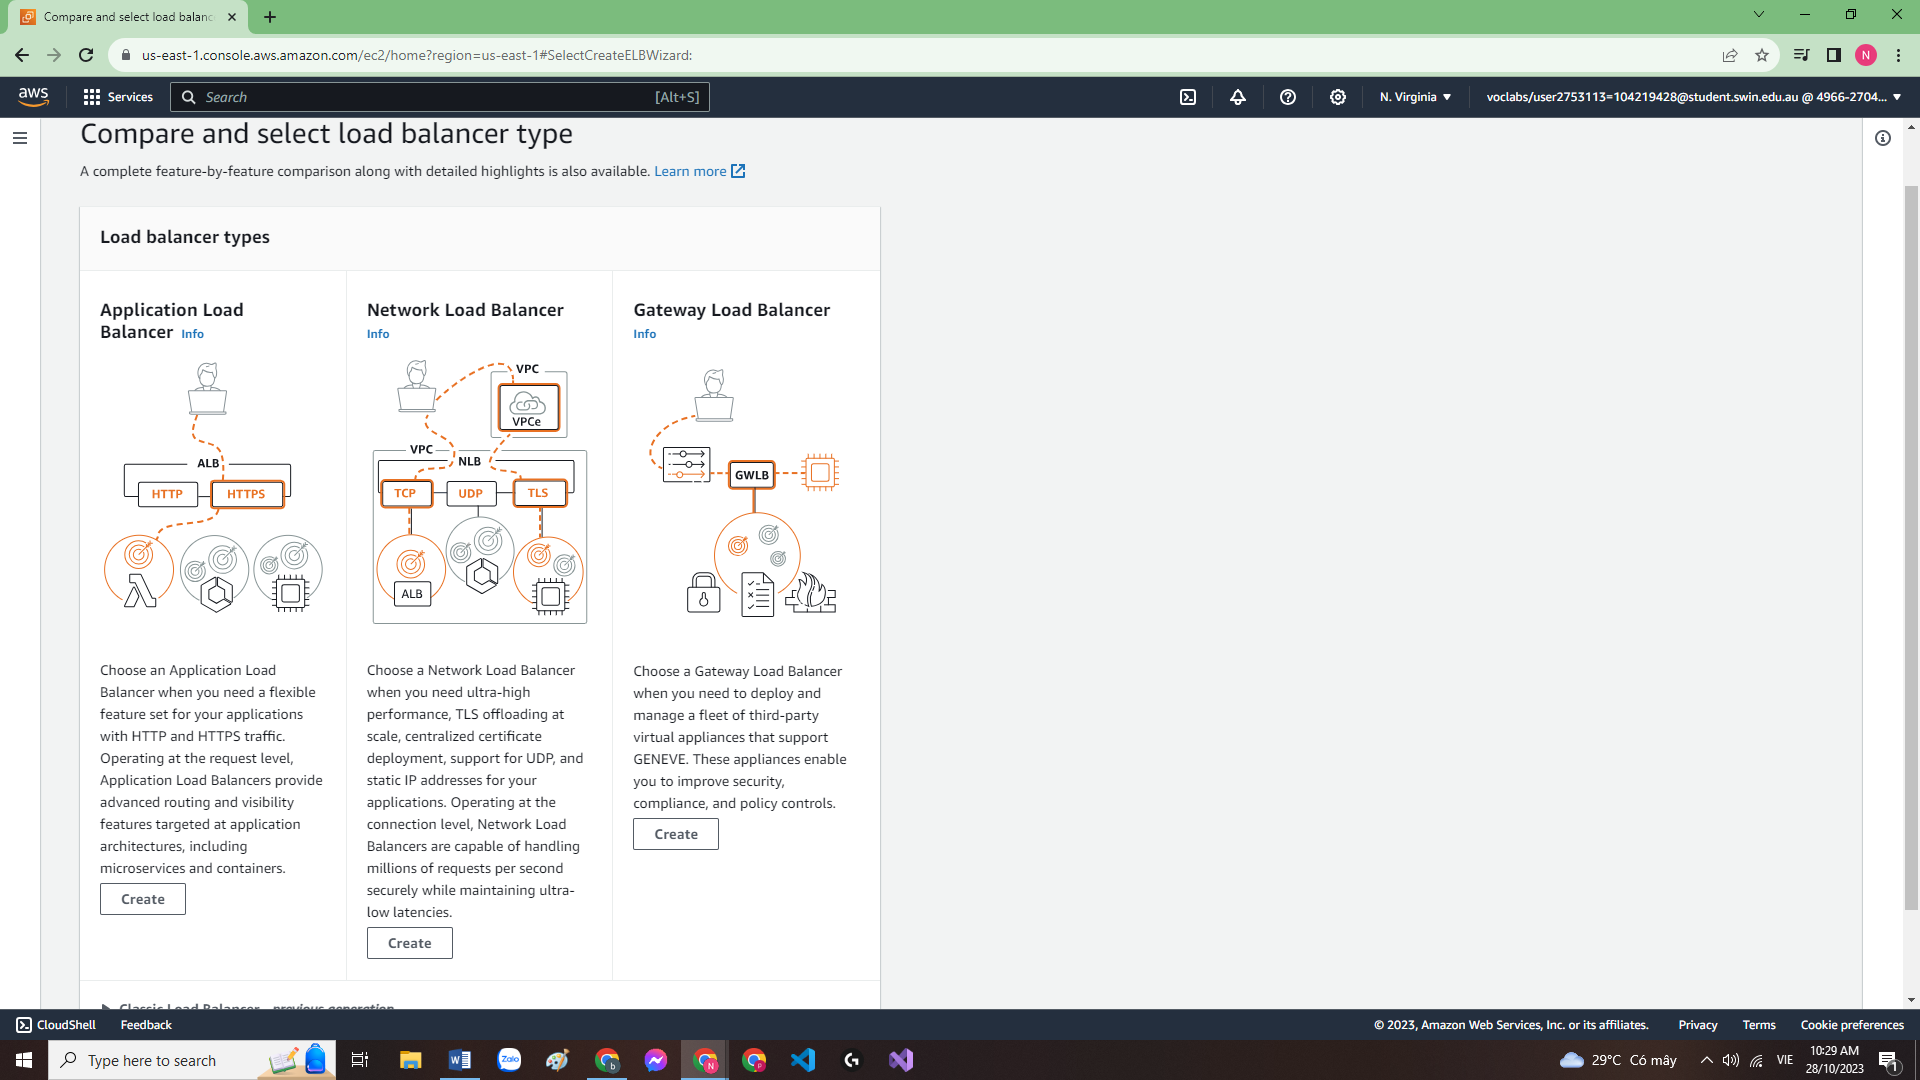 Compare and select load balanc
us-east-1.console.aws.amazon.com/ec2/home?region=us-east-1#SelectCreateELBWizard:
N
aws
Services
Search
[Alt+S]
N. Virginia
voclabs/user2753113=104219428@student.swin.edu.au @ 4966-2704...
Compare and select load balancer type
A complete feature-by-feature comparison along with detailed highlights is also available. Learn more
Load balancer types
Application Load
Balancer Info
ALB
HTTP
HTTPS
Choose an Application Load
Balancer when you need a flexible
feature set for your applications
with HTTP and HTTPS traffic.
Operating at the request level,
Application Load Balancers provide
advanced routing and visibility
features targeted at application
architectures, including
microservices and containers.
Create
Network Load Balancer
Info
VPC
VPCe
VPC
NLB
TCP
UDP
TLS
ALB
Choose a Network Load Balancer
when you need ultra-high
performance, TLS offloading at
scale, centralized certificate
deployment, support for UDP, and
static IP addresses for your
applications. Operating at the
connection level, Network Load
Balancers are capable of handling
millions of requests per second
securely while maintaining ultra-
low latencies.
Create
Gateway Load Balancer
Info
GWLB
Choose a Gateway Load Balancer
when you need to deploy and
manage a fleet of third-party
virtual appliances that support
GENEVE. These appliances enable
you to improve security,
compliance, and policy controls.
Create
Classic Load Balancer - previous generation
CloudShell
Feedback
© 2023, Amazon Web Services, Inc. or its affiliates.
Privacy
Terms
Cookie preferences
Type here to search
Zalo
b
N
P
29°C Có mây
VIE
10:29 AM
28/10/2023
1